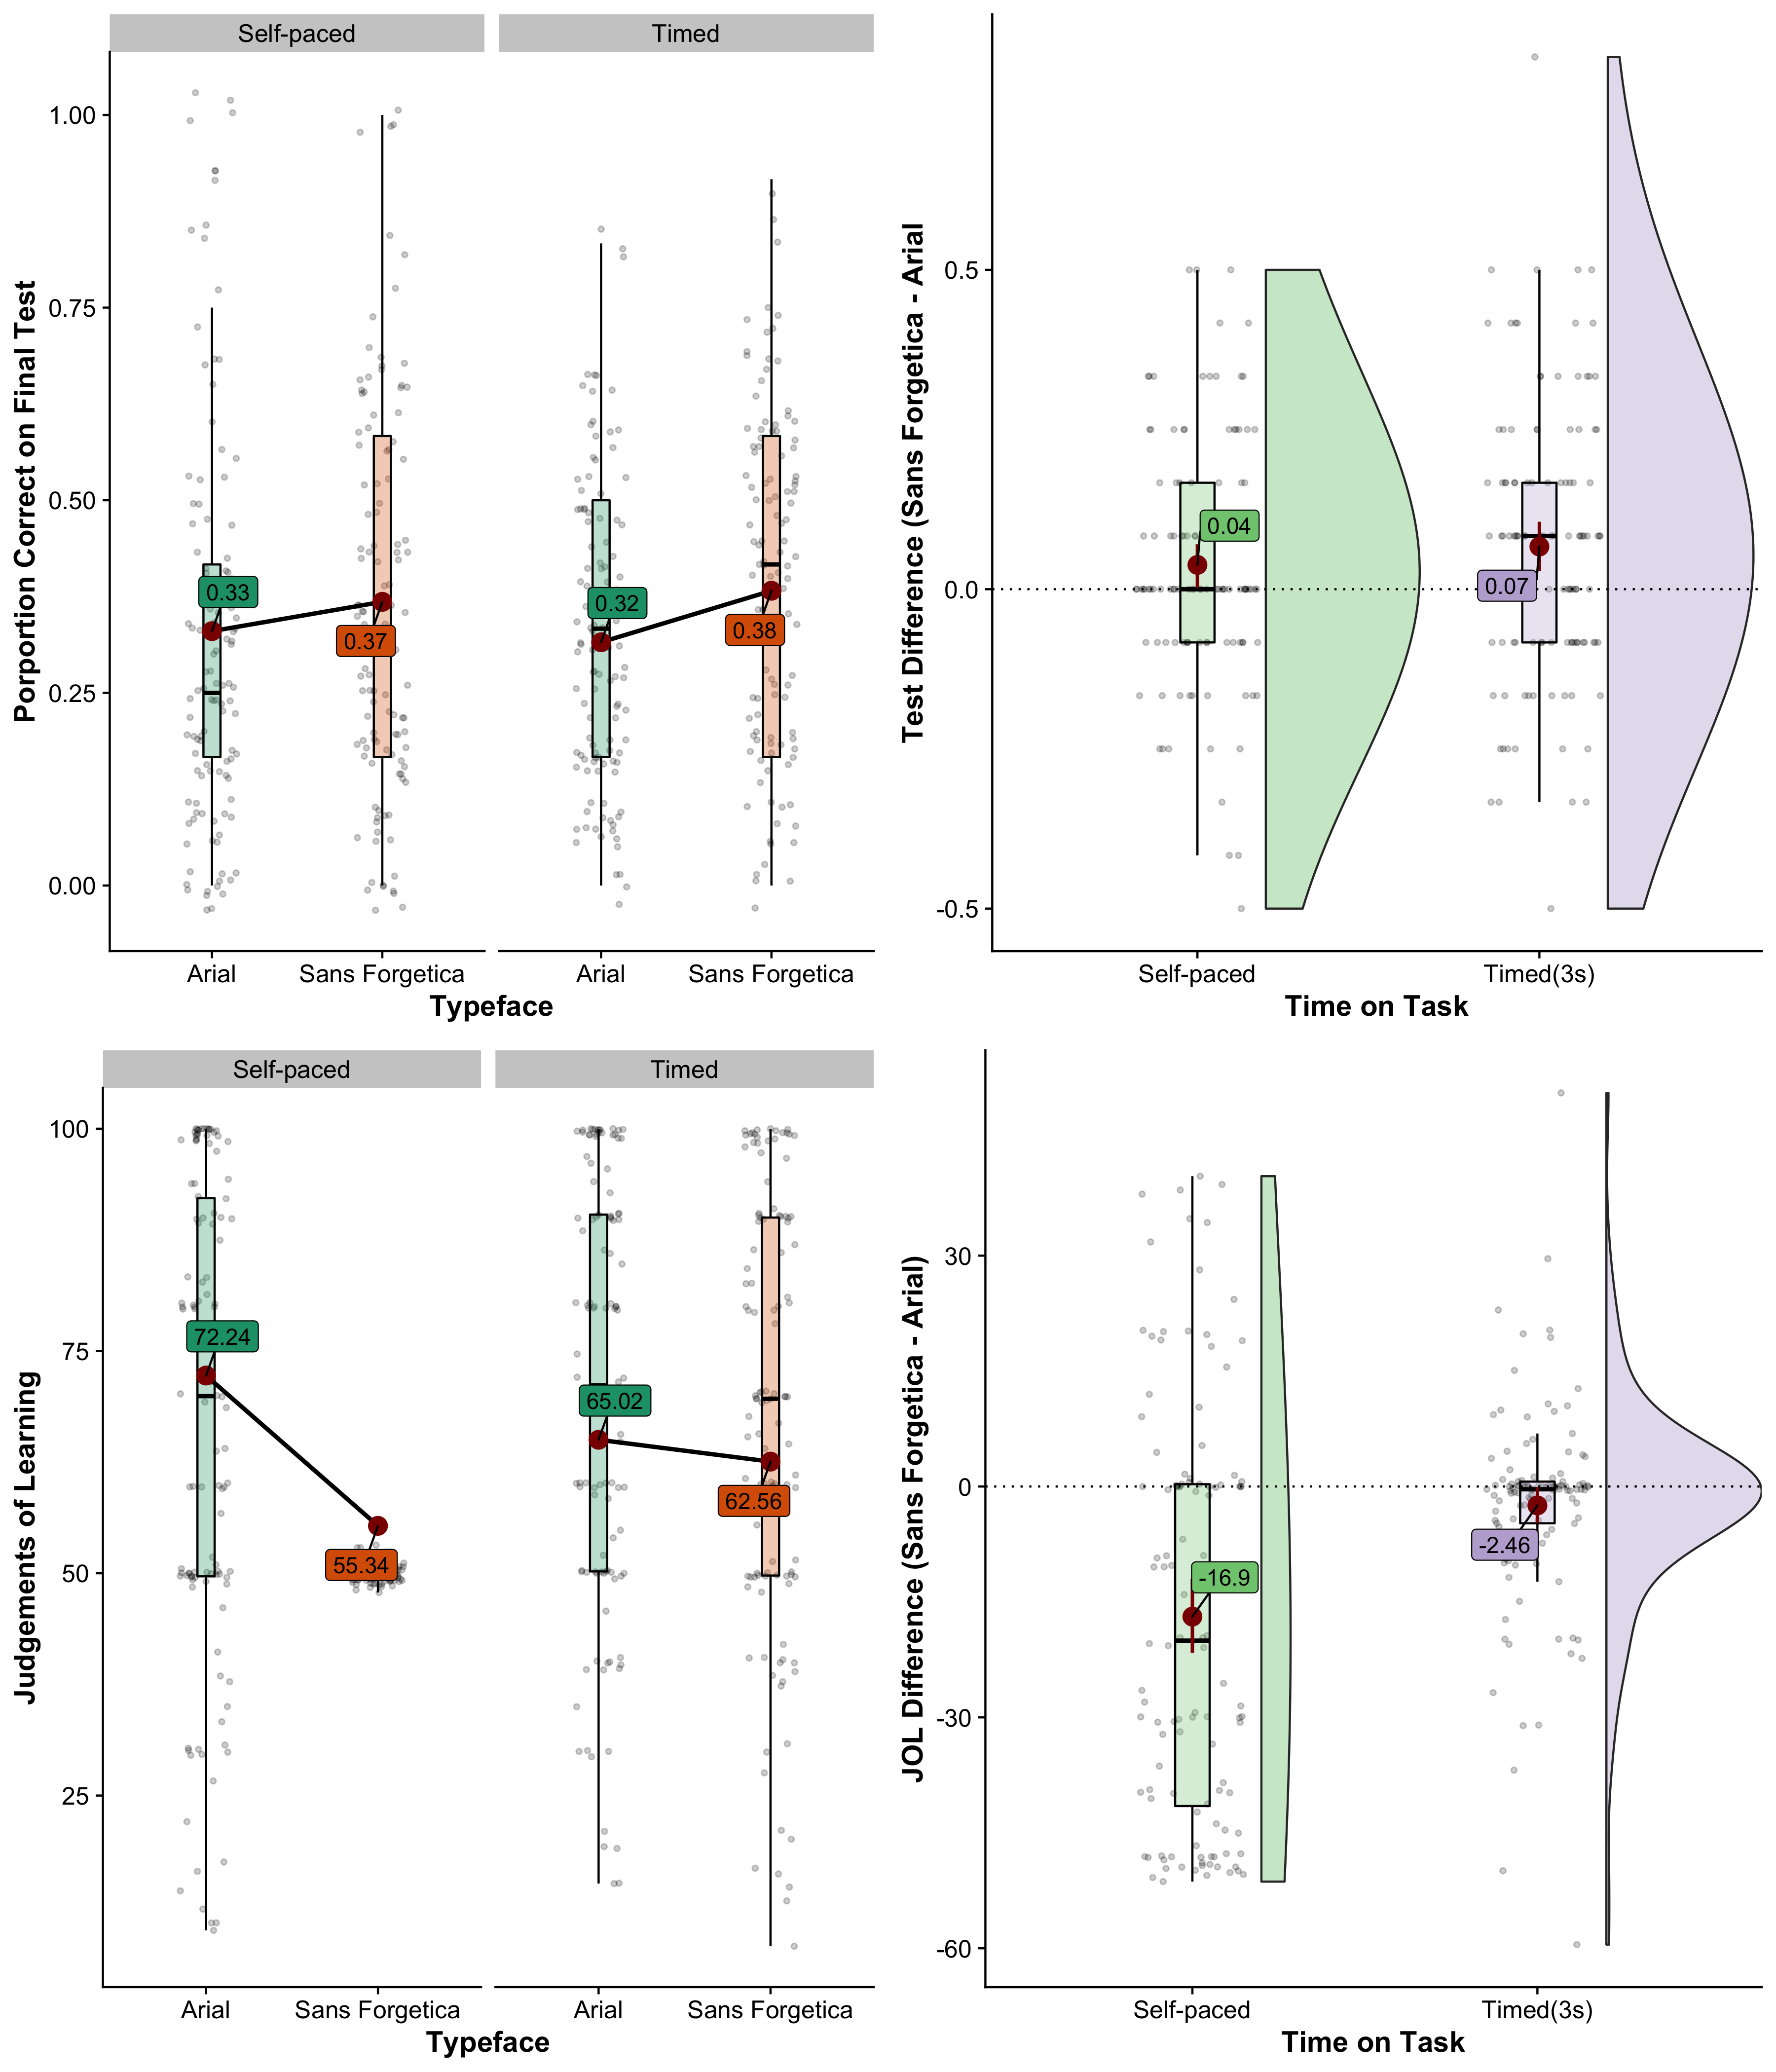 Self-paced
Timed
Porportion Correct on Final Test
1.00
0.75
0.50
0.25
0.00
0.33
0.37
0.32
0.38
Arial
Sans Forgetica
Arial
Sans Forgetica
Typeface
Test Difference (Sans Forgetica - Arial
0.5
0.0
-0.5
0.04
0.07
Self-paced
Timed(3s)
Time on Task
Self-paced
Timed
Judgements of Learning
100
75
50
25
72.24
55.34
65.02
62.56
Arial
Sans Forgetica
Arial
Sans Forgetica
Typeface
JOL Difference (Sans Forgetica - Arial)
30
0
-30
-60
-16.9
-2.46
Self-paced
Timed(3s)
Time on Task